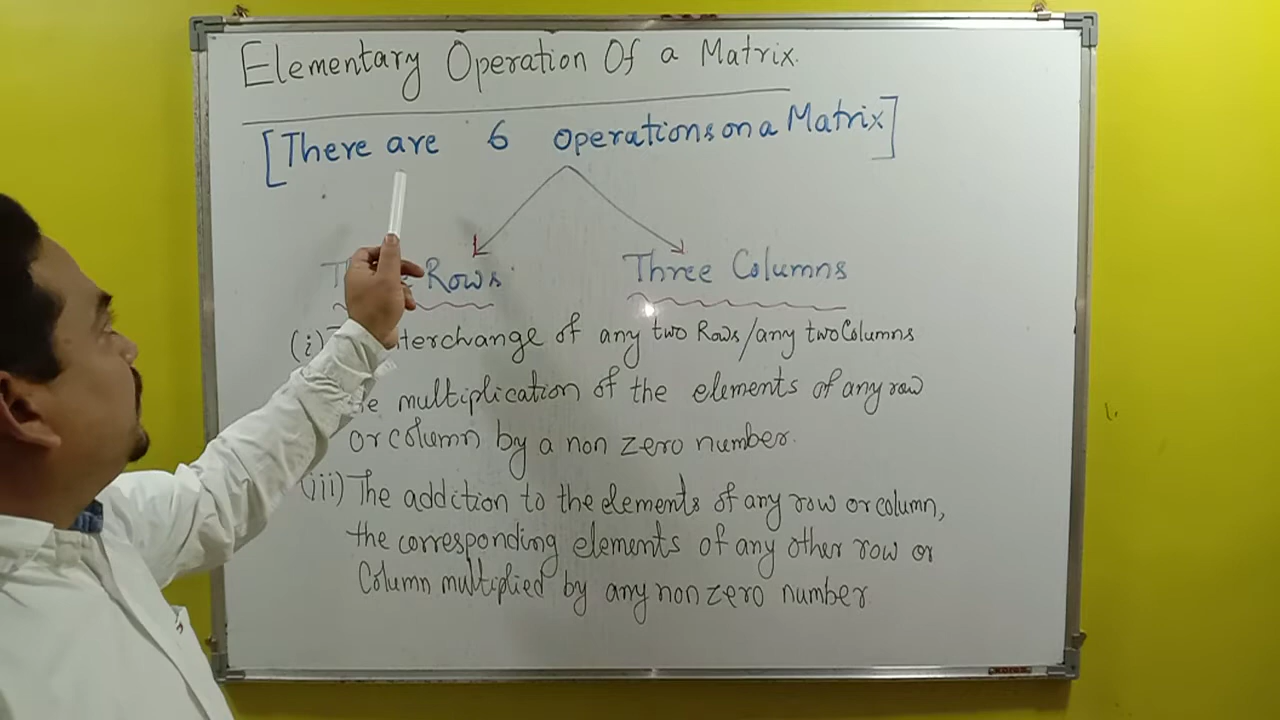 Elementary Operation Of a Matrix.
[There are 6 operations on a Matrix]
Rows Three Columns
(i) of any two Rows/any two Columns
multiplication of the elements of any row
or column by a non zero number.
(iii) The addition to the elements of any row or column,
the corresponding elements of any other row or
Column multiplied by any non zero number